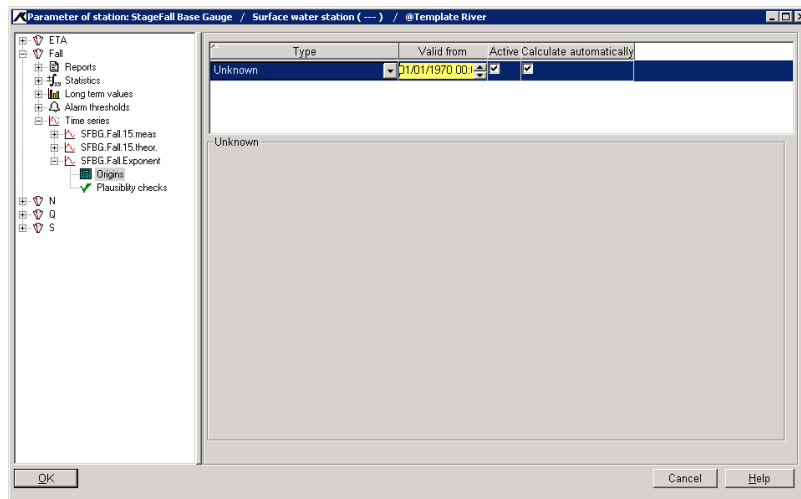 Parameter of station: StageFall Base Gauge / Surface water station ( --- ) / @Template River
ETA
Fall
Reports
Statistics
Long term values
Alarm thresholds
Time series
SFBG.Fall.15.meas
SFBG.Fall.15.theor.
SFBG.Fall.Exponent
Origins
Plausiblity checks
N
Q
S
Type Valid from Active Calculate automatically
Unknown 01/01/1970 00:
Unknown
OK Cancel Help